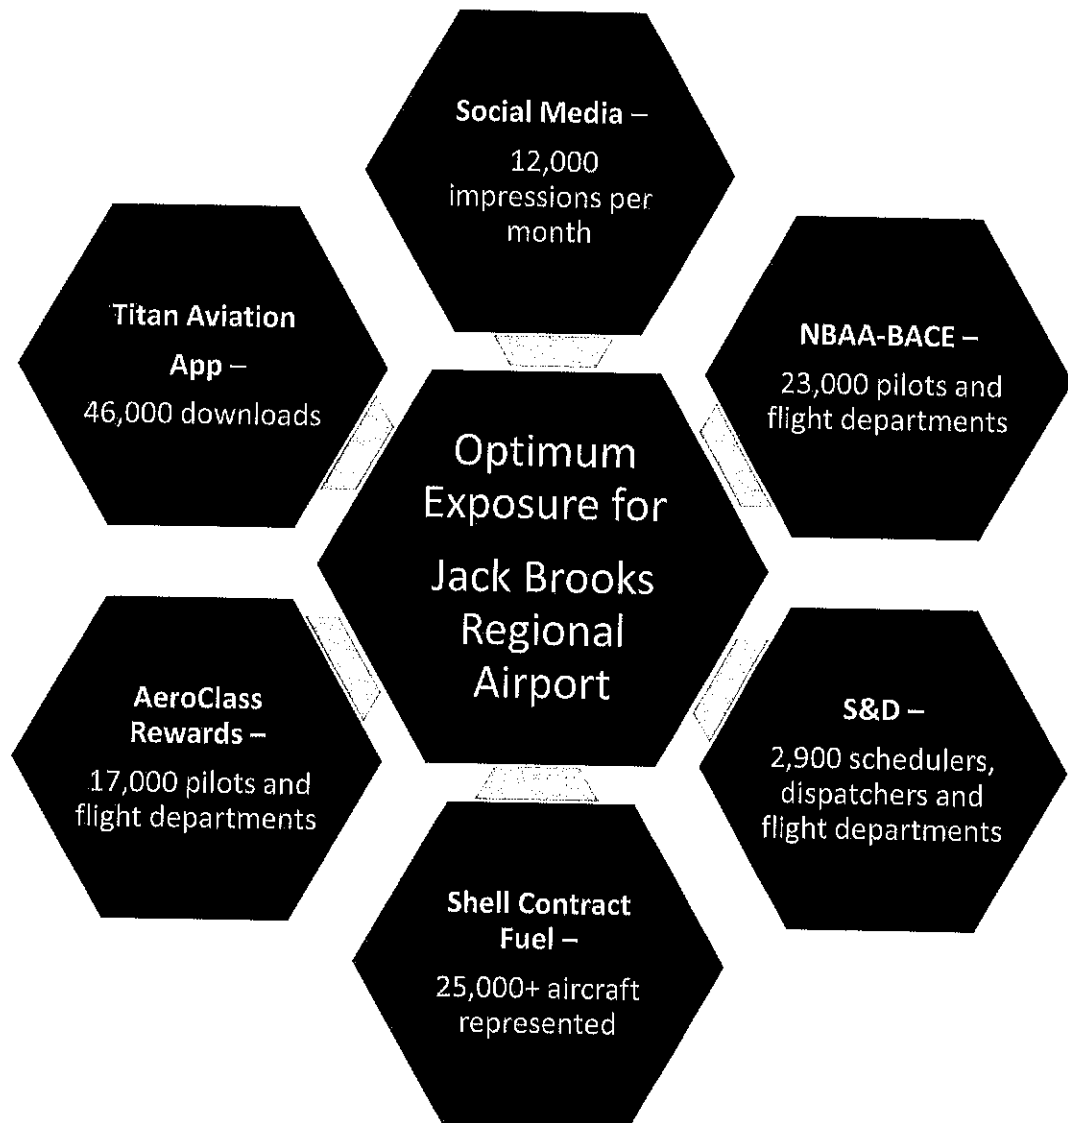 Social Media –
12,000
impressions per
month
Titan Aviation
App –
46,000 downloads
NBAA-BACE –
23,000 pilots and
flight departments
Optimum
Exposure for
Jack Brooks
Regional
Airport
AeroClass
Rewards –
17,000 pilots and
flight departments
S&D –
2,900 schedulers,
dispatchers and
flight departments
Shell Contract
Fuel –
25,000+ aircraft
represented